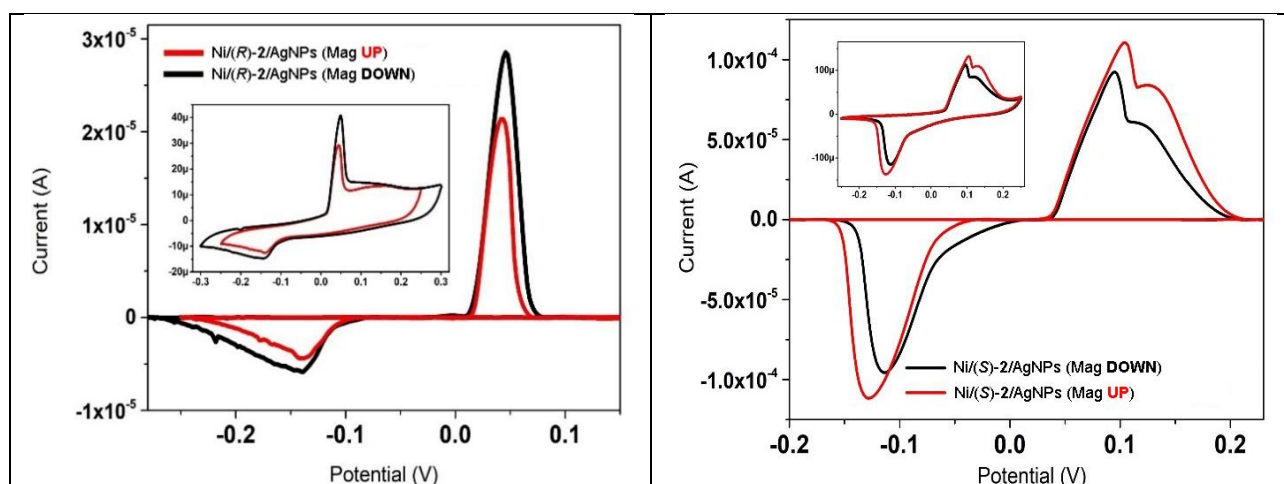 3x10-5
Ni/(R)-2/AgNPs (Mag UP)
Ni/(R)-2/AgNPs (Mag DOWN)
2x10-5
1x10-5
0
-1x10-5
Current (A)
50µ
40µ
30µ
20µ
10µ
0
-10µ
-20µ
-0.3 -0.2 -0.1 0.0 0.1 0.2 0.3
-0.2 -0.1 0.0 0.1
Potential (V)
1.0x10-4
5.0x10-5
0.0
-5.0x10-5
-1.0x10-4
Current (A)
100µ
0
-100µ
-0.2 -0.1 0.0 0.1 0.2
Ni/(S)-2/AgNPs (Mag DOWN)
Ni/(S)-2/AgNPs (Mag UP)
-0.2 -0.1 0.0 0.1 0.2
Potential (V)